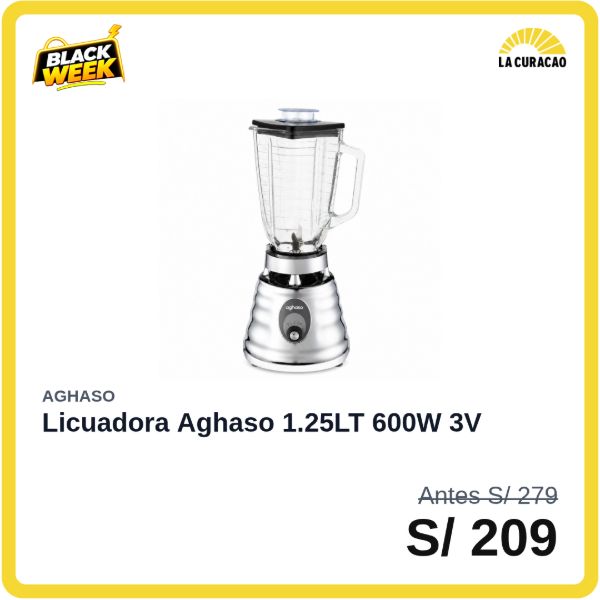 BLACK
WEEK
LA CURACAO
aghaso
AGHASO
Licuadora Aghaso 1.25LT 600W 3V
Antes S/ 279
S/ 209